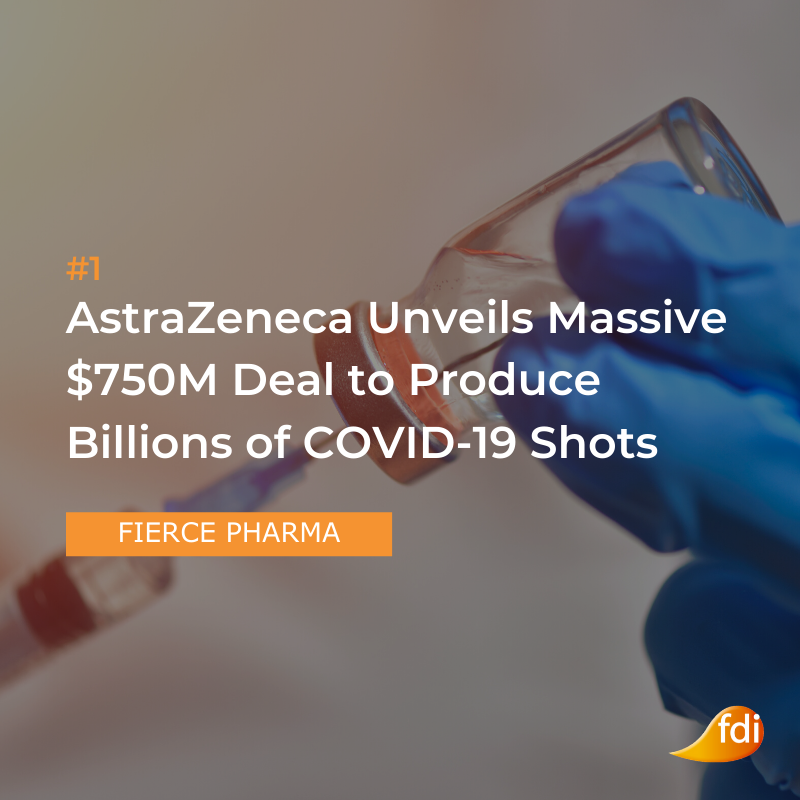 #1
AstraZeneca Unveils Massive
$750M Deal to Produce
Billions of COVID-19 Shots
FIERCE PHARMA
fdi